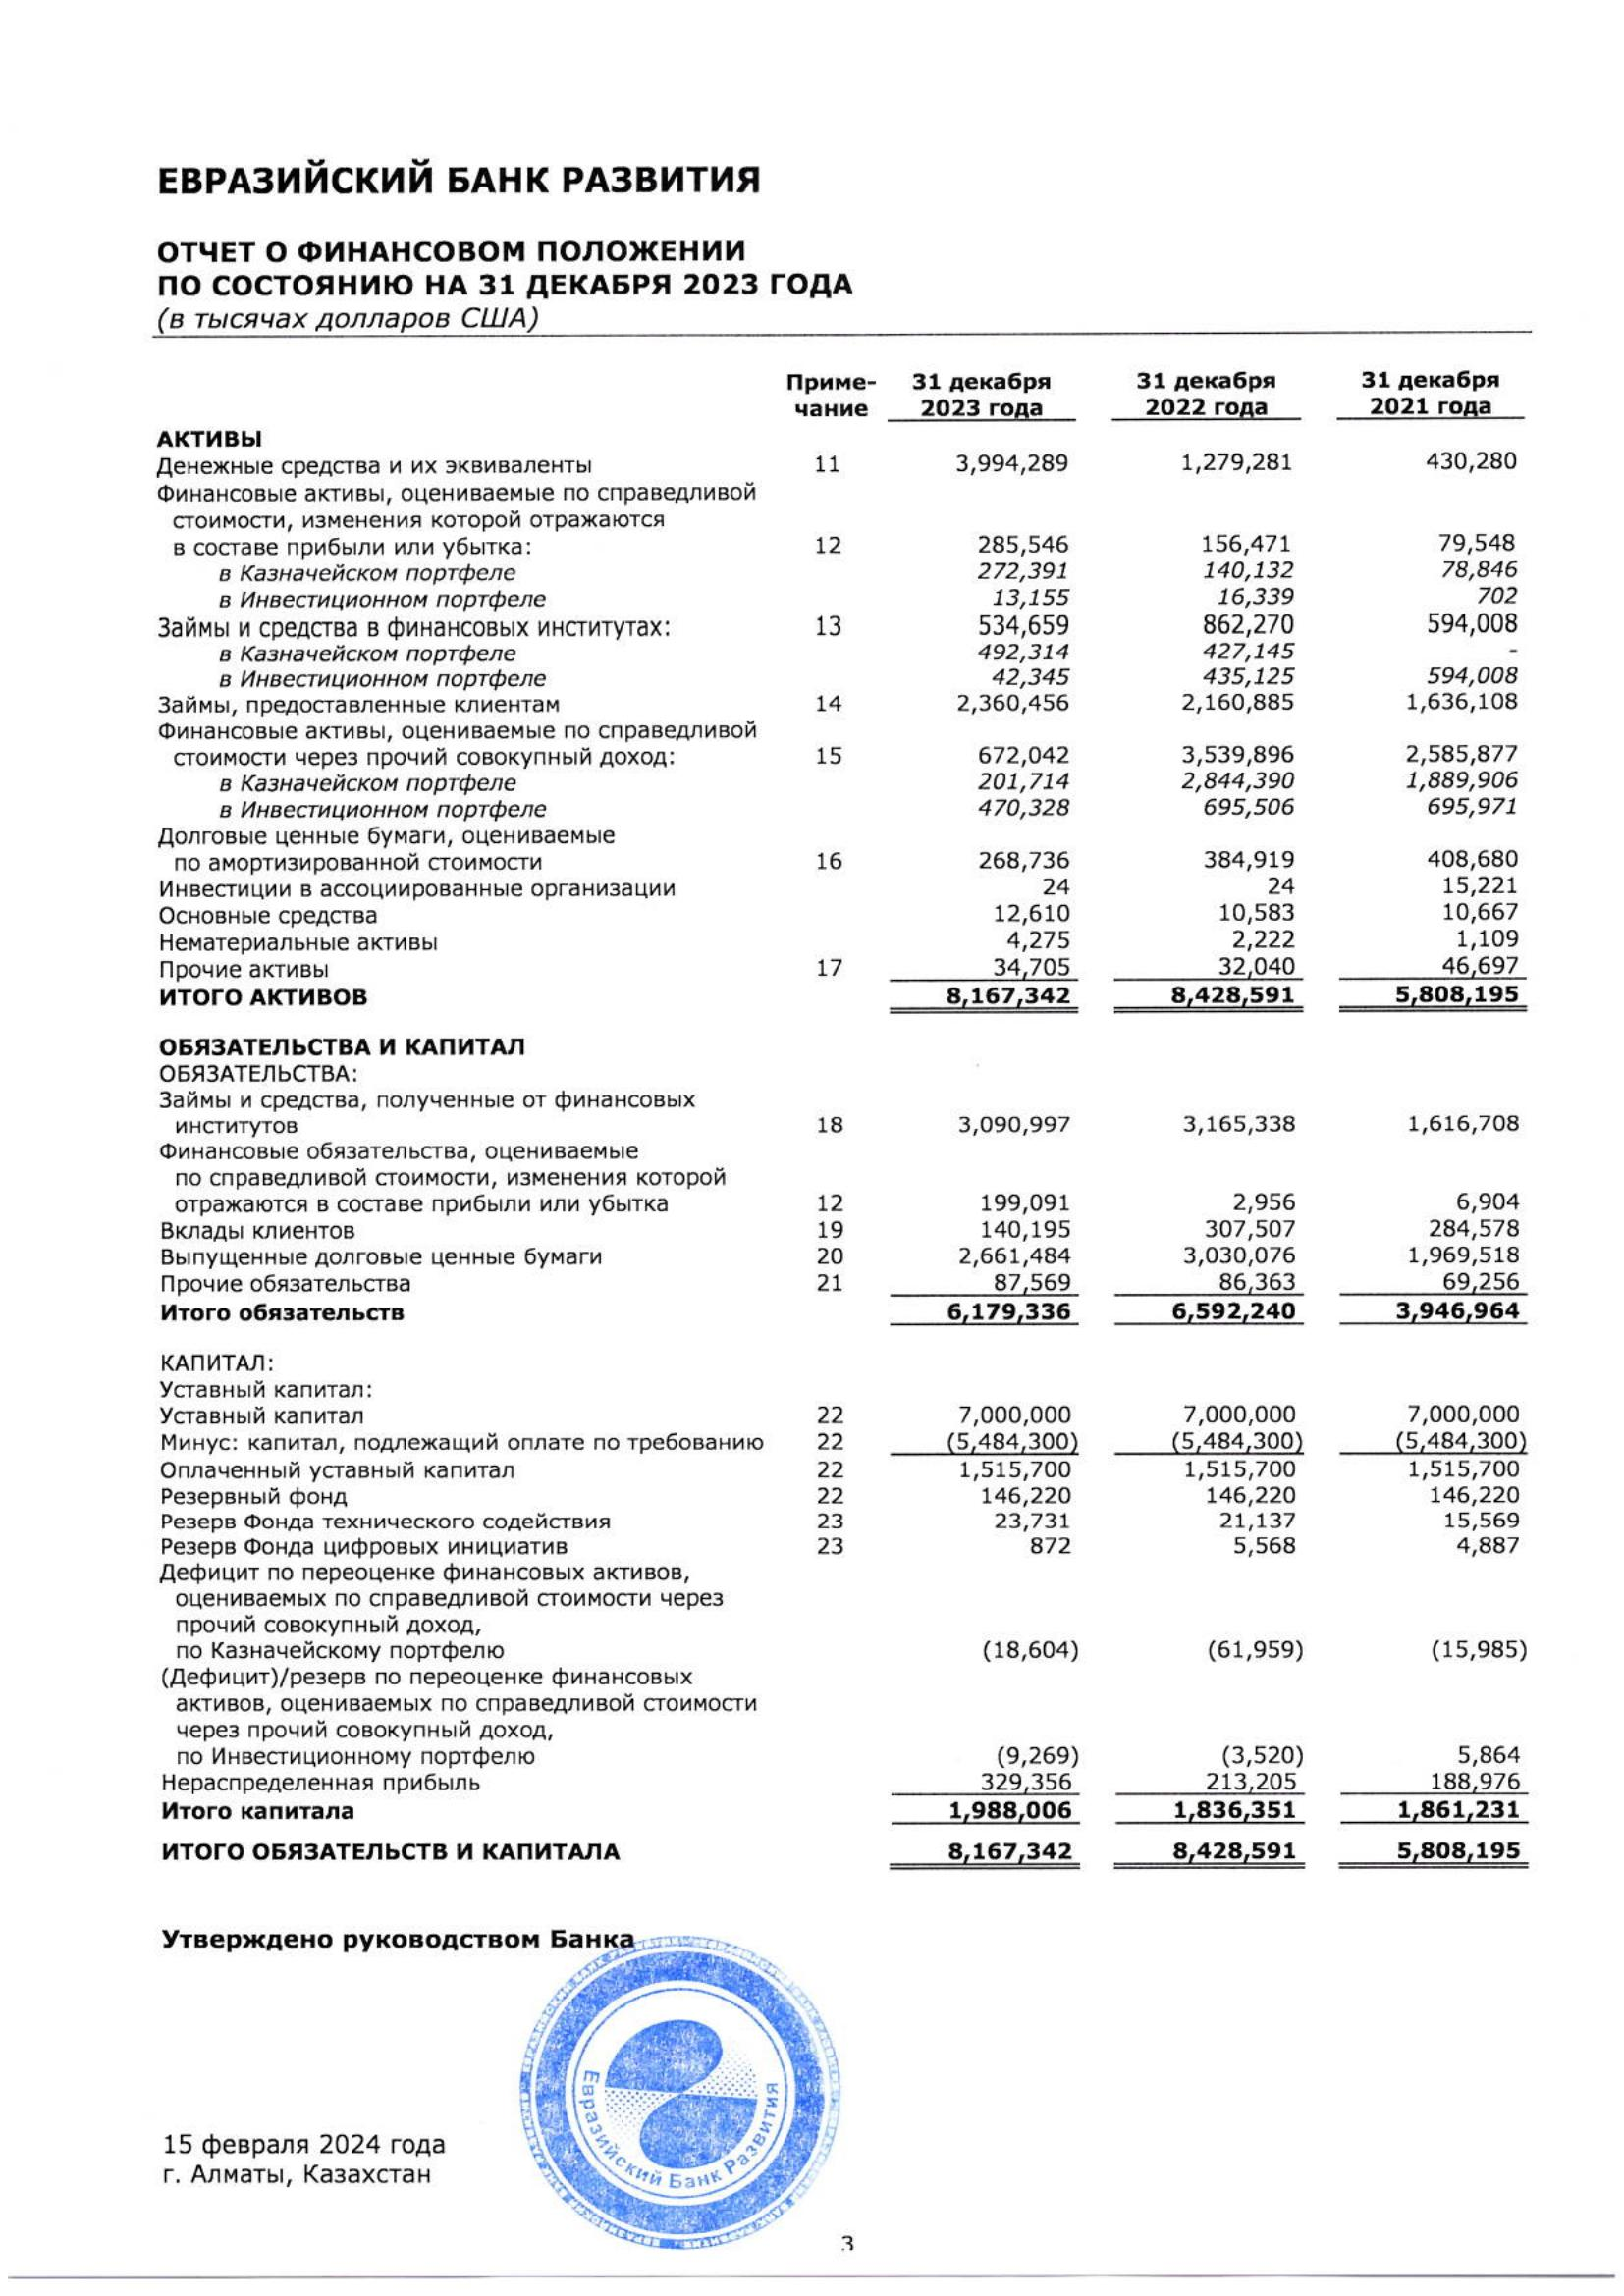 ЕВРАЗИЙСКИЙ БАНК РАЗВИТИЯ
ОТЧЕТ О ФИНАНСОВОМ ПОЛОЖЕНИИ
ПО СОСТОЯНИЮ НА 31 ДЕКАБРЯ 2023 ГОДА
(в тысячах долларов США)
Приме- 31 декабря 31 декабря 31 декабря
чание 2023 года 2022 года 2021 года
АКТИВЫ
Денежные средства и их эквиваленты 11 3,994,289 1,279,281 430,280
Финансовые активы, оцениваемые по справедливой
стоимости, изменения которой отражаются
в составе прибыли или убытка: 12 285,546 156,471 79,548
в Казначейском портфеле 272,391 140,132 78,846
в Инвестиционном портфеле 13,155 16,339 702
Займы и средства в финансовых институтах: 13 534,659 862,270 594,008
в Казначейском портфеле 492,314 427,145 -
в Инвестиционном портфеле 42,345 435,125 594,008
Займы, предоставленные клиентам 14 2,360,456 2,160,885 1,636,108
Финансовые активы, оцениваемые по справедливой
стоимости через прочий совокупный доход: 15 672,042 3,539,896 2,585,877
в Казначейском портфеле 201,714 2,844,390 1,889,906
в Инвестиционном портфеле 470,328 695,506 695,971
Долговые ценные бумаги, оцениваемые
по амортизированной стоимости 16 268,736 384,919 408,680
Инвестиции в ассоциированные организации 24 24 15,221
Основные средства 12,610 10,583 10,667
Нематериальные активы 4,275 2,222 1,109
Прочие активы 17 34,705 32,040 46,697
ИТОГО АКТИВОВ 8,167,342 8,428,591 5,808,195
ОБЯЗАТЕЛЬСТВА И КАПИТАЛ
ОБЯЗАТЕЛЬСТВА:
Займы и средства, полученные от финансовых
институтов 18 3,090,997 3,165,338 1,616,708
Финансовые обязательства, оцениваемые
по справедливой стоимости, изменения которой
отражаются в составе прибыли или убытка 12 199,091 2,956 6,904
Вклады клиентов 19 140,195 307,507 284,578
Выпущенные долговые ценные бумаги 20 2,661,484 3,030,076 1,969,518
Прочие обязательства 21 87,569 86,363 69,256
Итого обязательств 6,179,336 6,592,240 3,946,964
КАПИТАЛ:
Уставный капитал:
Уставный капитал 22 7,000,000 7,000,000 7,000,000
Минус: капитал, подлежащий оплате по требованию 22 (5,484,300) (5,484,300) (5,484,300)
Оплаченный уставный капитал 22 1,515,700 1,515,700 1,515,700
Резервный фонд 22 146,220 146,220 146,220
Резерв Фонда технического содействия 23 23,731 21,137 15,569
Резерв Фонда цифровых инициатив 23 872 5,568 4,887
Дефицит по переоценке финансовых активов,
оцениваемых по справедливой стоимости через
прочий совокупный доход,
по Казначейскому портфелю (18,604) (61,959) (15,985)
(Дефицит)/резерв по переоценке финансовых
активов, оцениваемых по справедливой стоимости
через прочий совокупный доход,
по Инвестиционному портфелю (9,269) (3,520) 5,864
Нераспределенная прибыль 329,356 213,205 188,976
Итого капитала 1,988,006 1,836,351 1,861,231
ИТОГО ОБЯЗАТЕЛЬСТВ И КАПИТАЛА 8,167,342 8,428,591 5,808,195
Утверждено руководством Банка
Евразийский Банк Развития
15 февраля 2024 года
г. Алматы, Казахстан
3